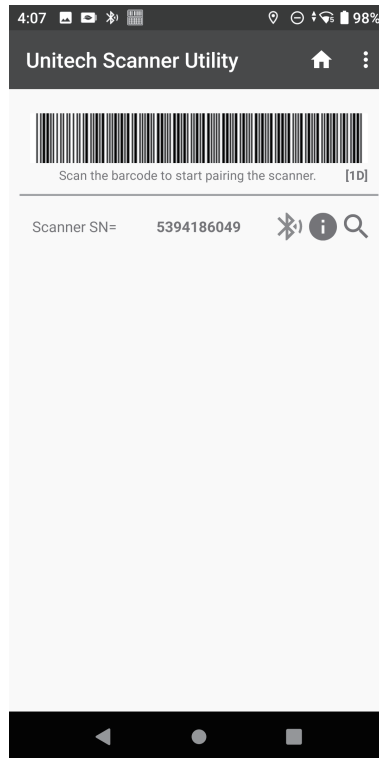 4:07 98%
Unitech Scanner Utility
Scan the barcode to start pairing the scanner. [1D]
Scanner SN= 5394186049